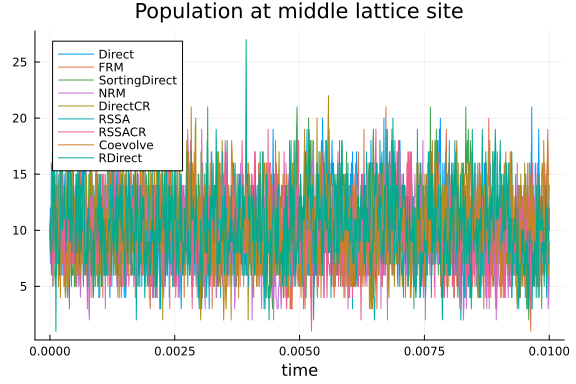 Population at middle lattice site
Direct
FRM
SortingDirect
NRM
DirectCR
RSSA
RSSACR
Coevolve
RDirect
25
20
15
10
5
0.0000
0.0025
0.0050
0.0075
0.0100
time